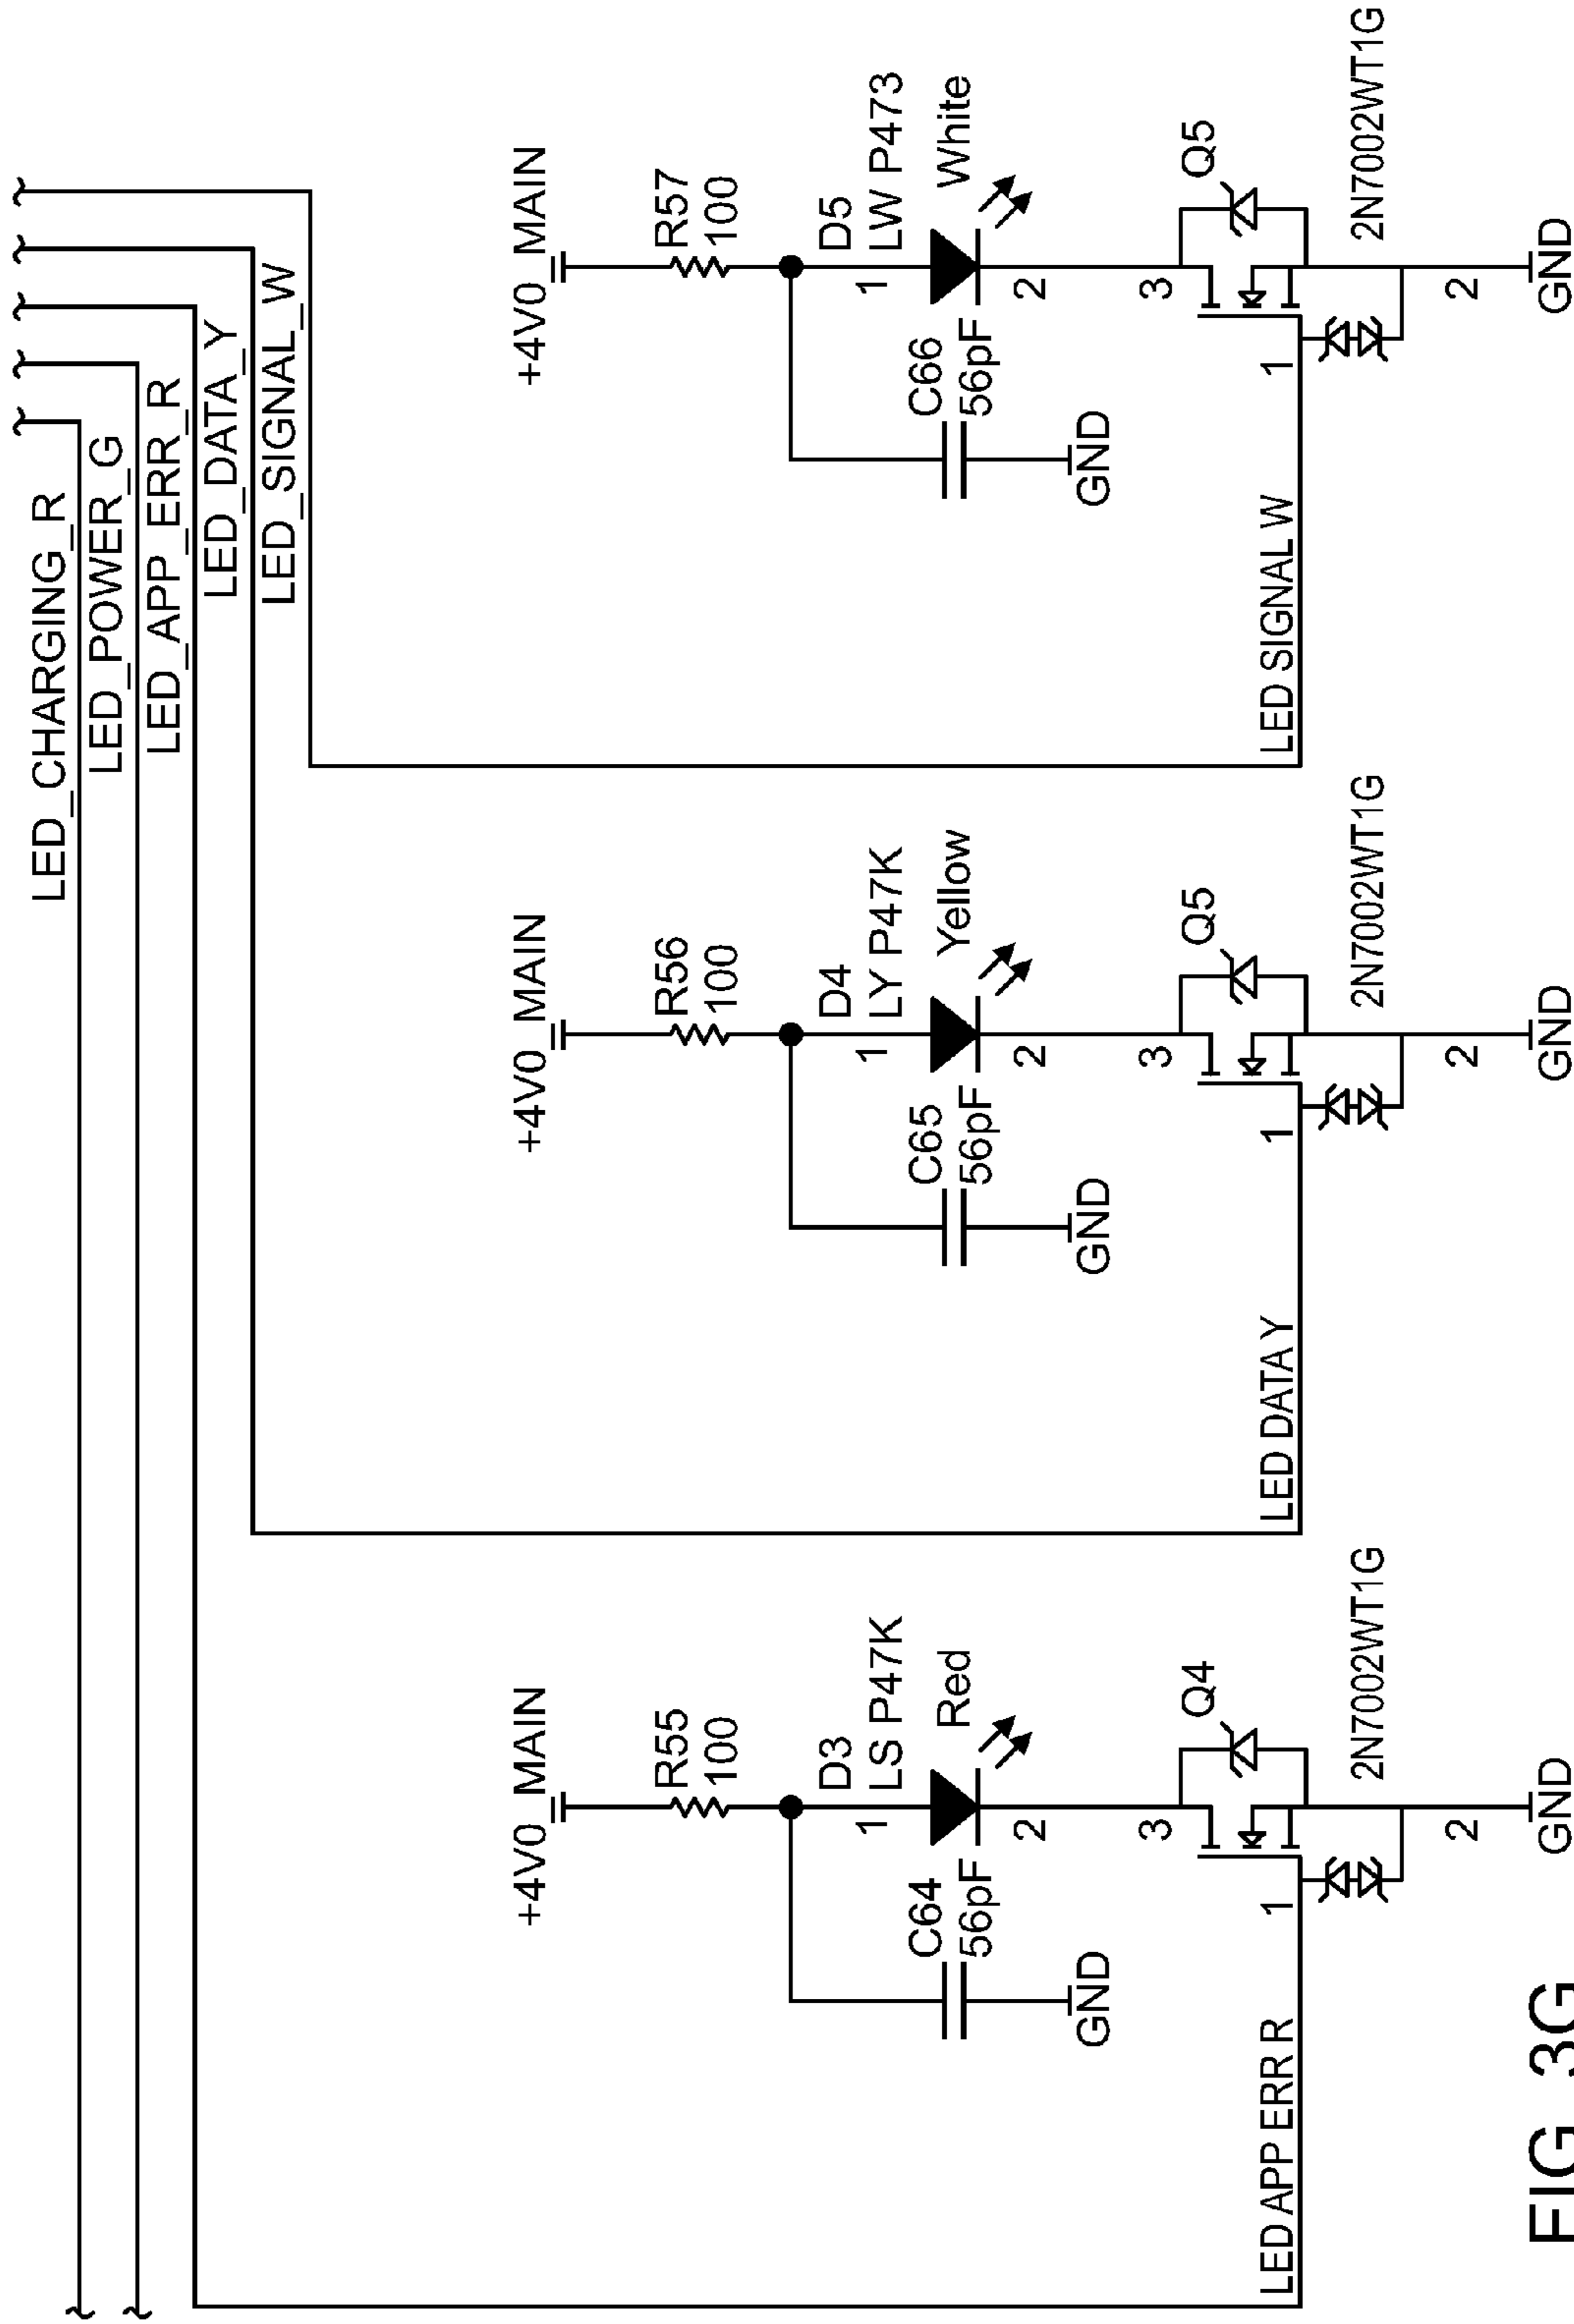 LED_CHARGING_R
LED_POWER_G
LED_APP_ERR_R
LED_DATA_Y
LED_SIGNAL_W
+4V0_MAIN
R55
100
D3
LS P47K
1
Red
C64
56pF
2
GND
3
Q4
LED APP ERR R
1
2N7002WT1G
2
GND
+4V0_MAIN
R56
100
D4
LY P47K
1
Yellow
C65
56pF
2
GND
3
Q5
LED DATA Y
1
2N7002WT1G
2
GND
+4V0_MAIN
R57
100
D5
LW P473
1
White
C66
56pF
2
GND
3
Q5
LED SIGNAL W
1
2N7002WT1G
2
GND
FIG. 3G